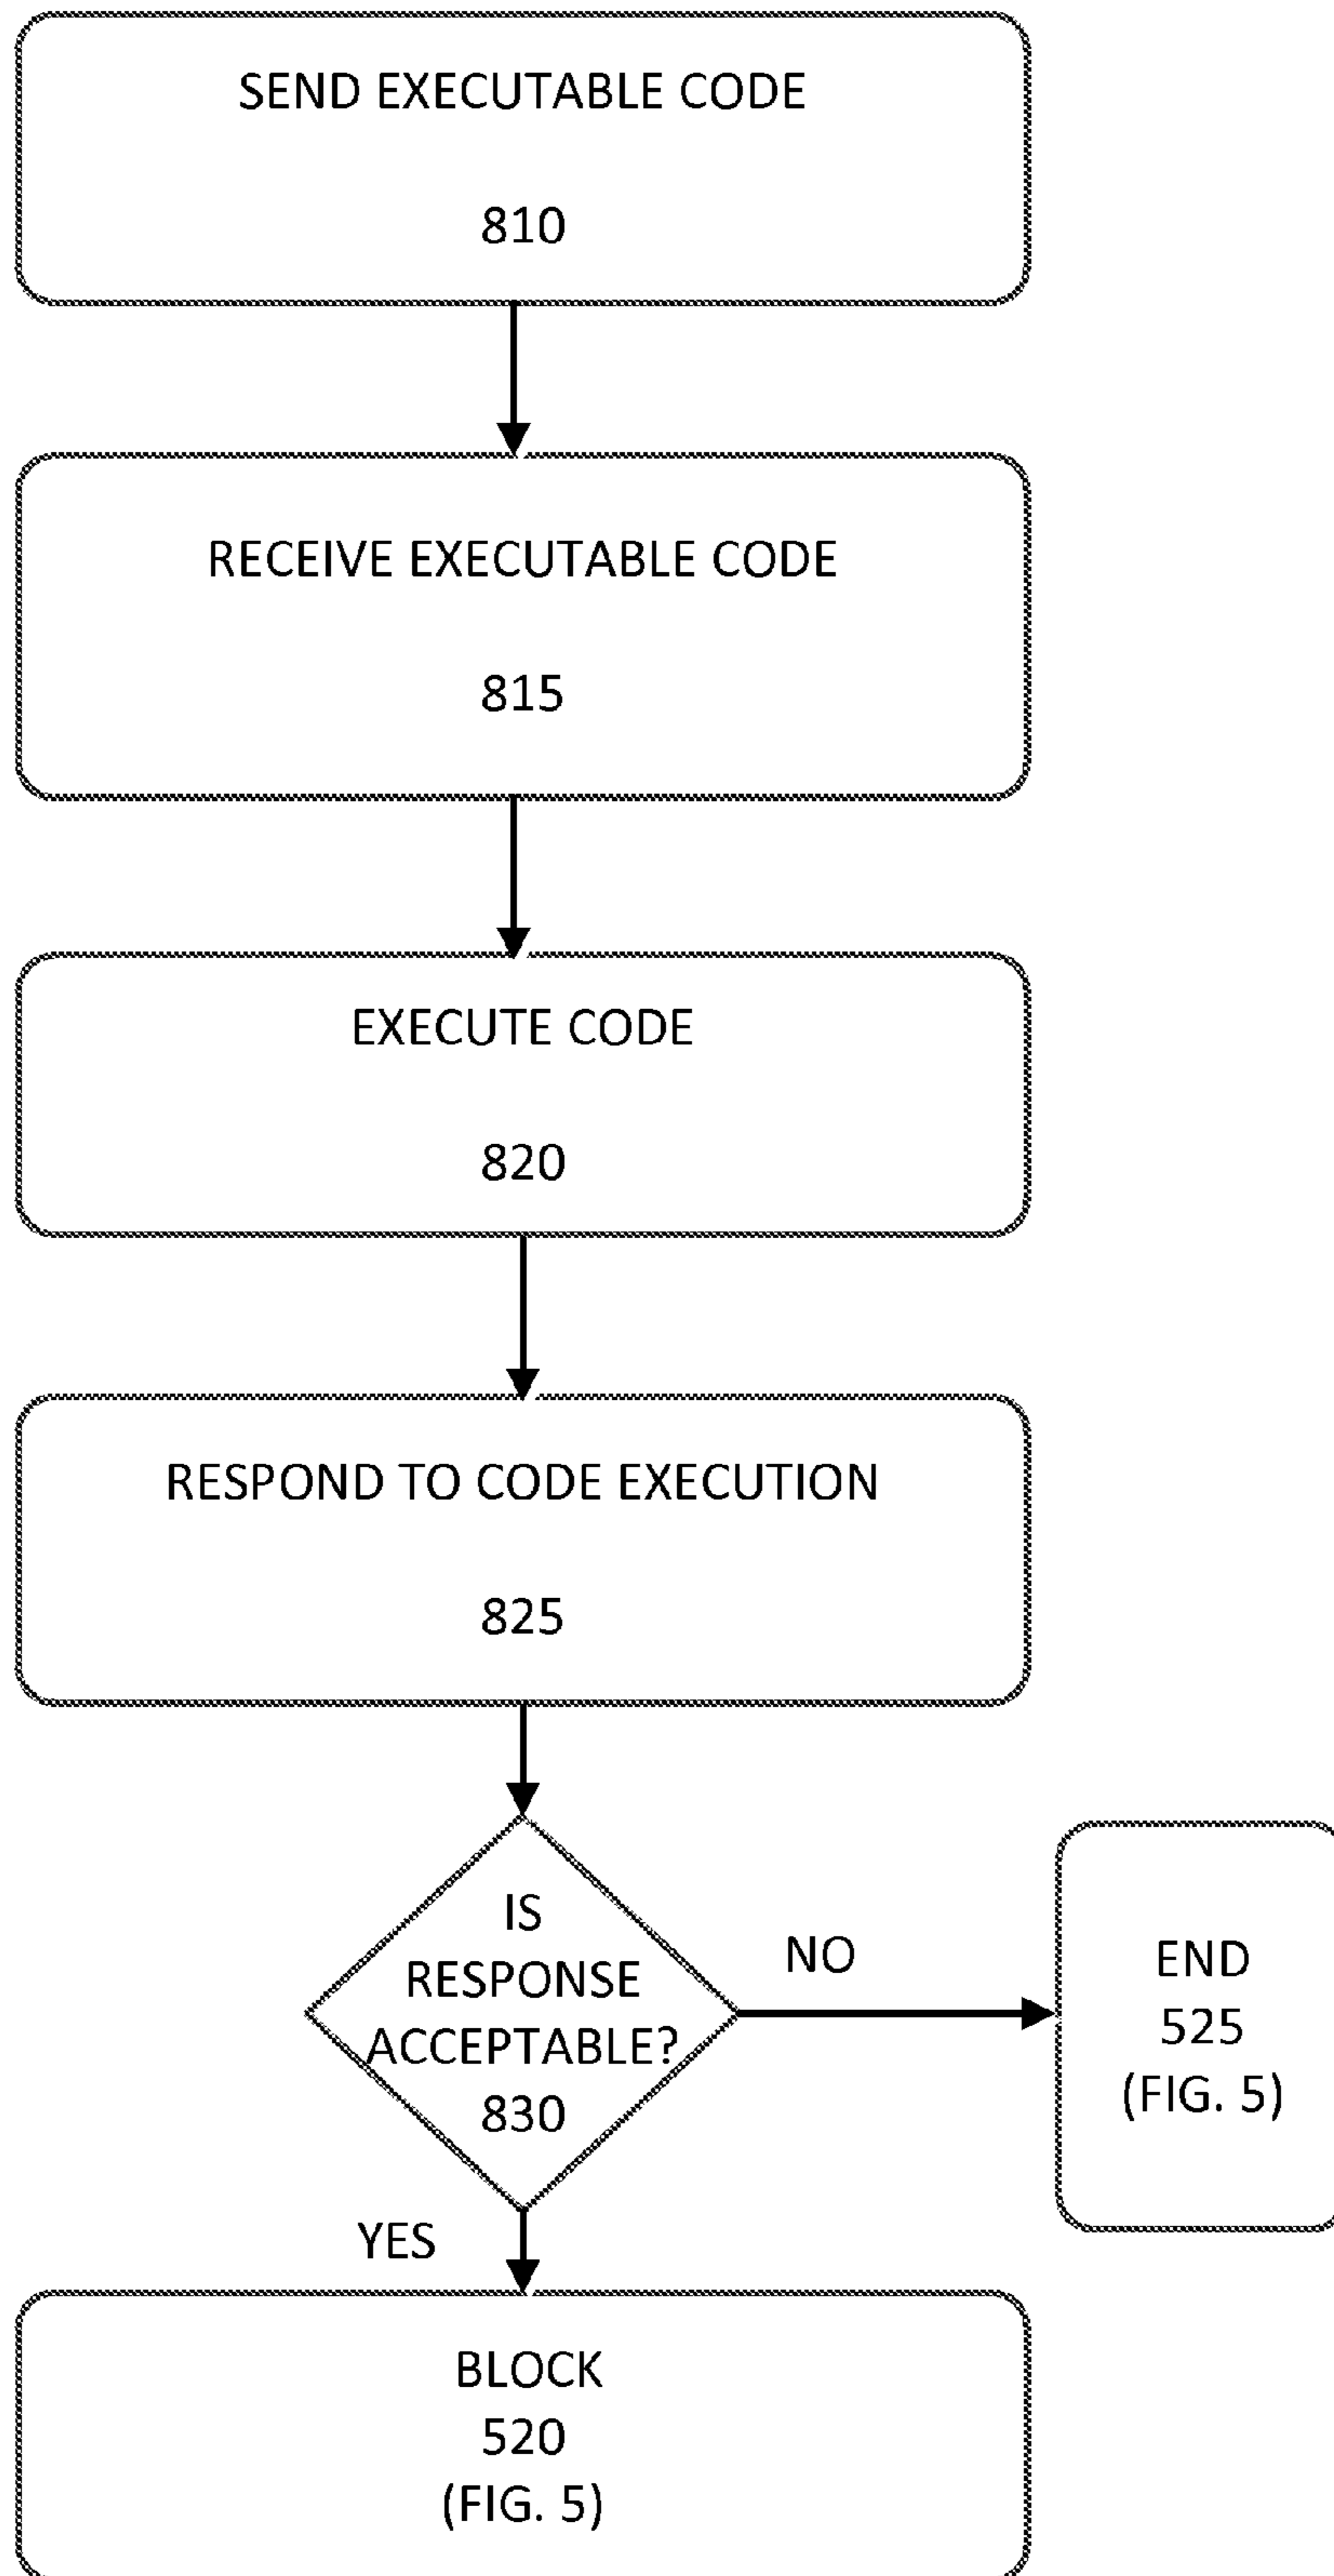 SEND EXECUTABLE CODE
810
RECEIVE EXECUTABLE CODE
815
EXECUTE CODE
820
RESPOND TO CODE EXECUTION
825
IS
RESPONSE
ACCEPTABLE?
830
NO
END
525
(FIG. 5)
YES
BLOCK
520
(FIG. 5)